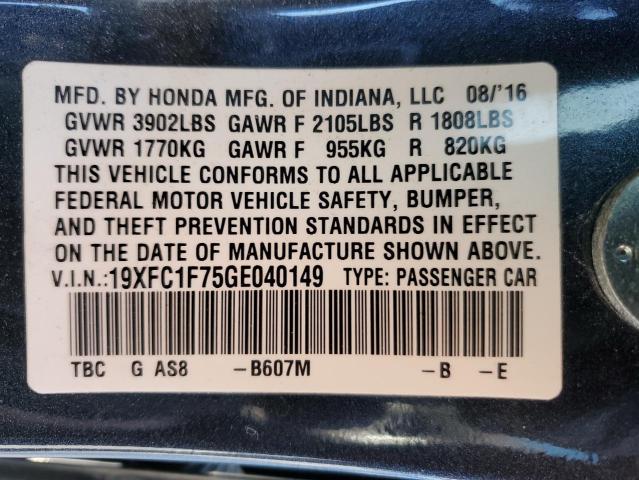 MFD. BY HONDA MFG. OF INDIANA, LLC 08/'16
GVWR 3902LBS GAWR F 2105LBS R 1808LBS
GVWR 1770KG GAWR F 955KG R 820KG
THIS VEHICLE CONFORMS TO ALL APPLICABLE
FEDERAL MOTOR VEHICLE SAFETY, BUMPER,
AND THEFT PREVENTION STANDARDS IN EFFECT
ON THE DATE OF MANUFACTURE SHOWN ABOVE.
V.I.N.:19XFC1F75GE040149 TYPE: PASSENGER CAR
TBC G AS8 -B607M -B -E